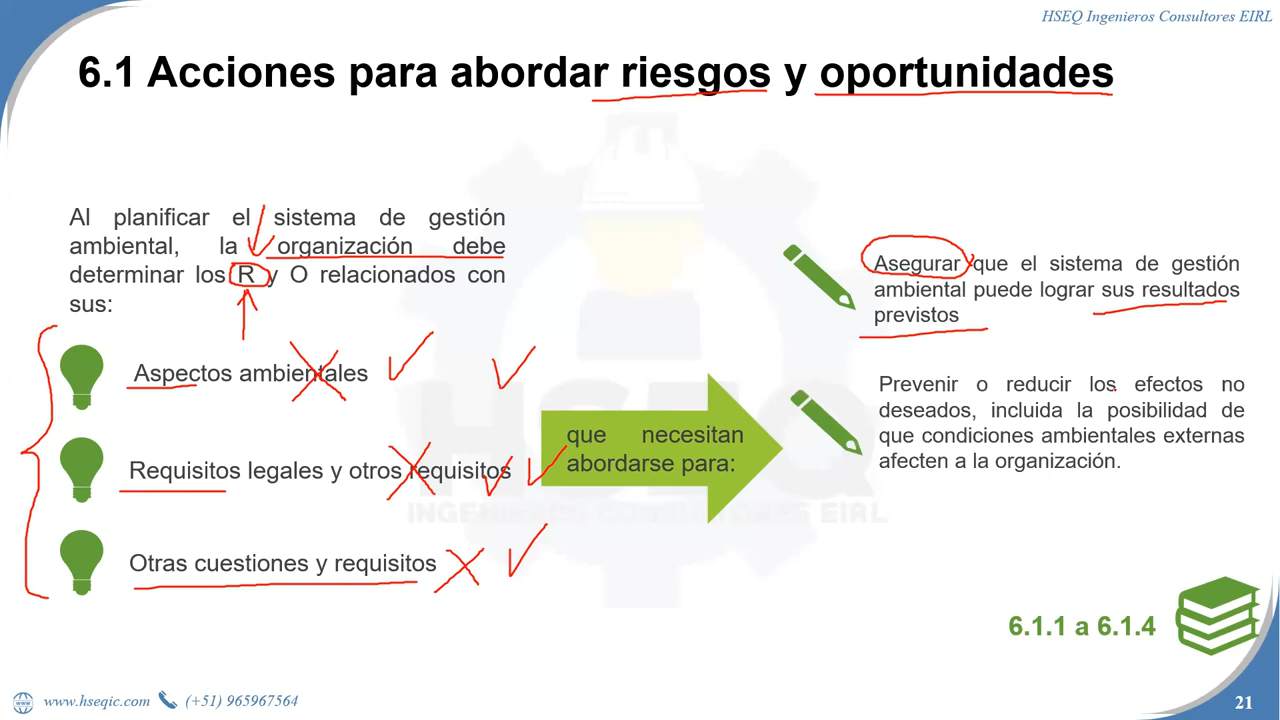 HSEQ Ingenieros Consultores EIRL
6.1 Acciones para abordar riesgos y oportunidades
Al planificar el sistema de gestión
ambiental, la organización debe
determinar los R y O relacionados con
sus:
Aspectos ambientales
Requisitos legales y otros requisitos
Otras cuestiones y requisitos
que necesitan
abordarse para:
Asegurar que el sistema de gestión
ambiental puede lograr sus resultados
previstos
Prevenir o reducir los efectos no
deseados, incluida la posibilidad de
que condiciones ambientales externas
afecten a la organización.
HSEQ
INGENIEROS CONSULTORES EIRL
6.1.1 a 6.1.4
www.hseqic.com
(+51) 965967564
21